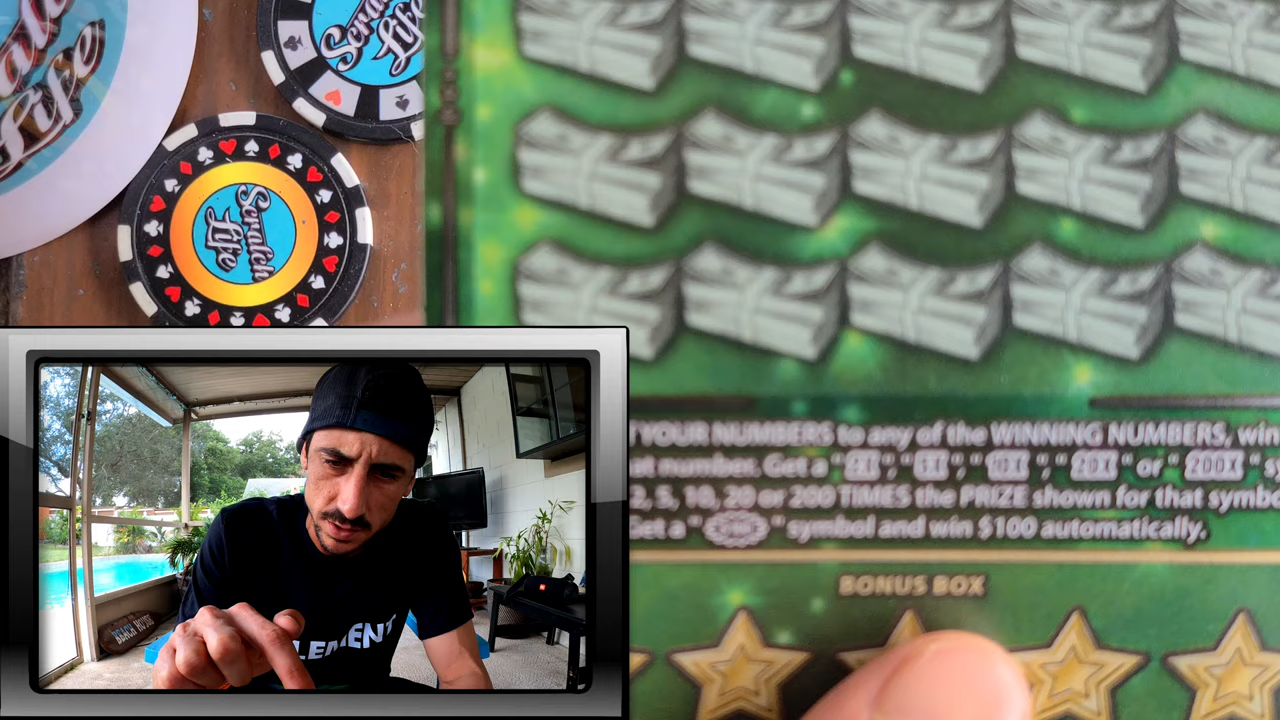 Scratch
Life
Scratch
Life
Life
T YOUR NUMBERS to any of the WINNING NUMBERS, win
at number. Get a "2X", "5X", "10X", "20X" or "200X" s
2, 5, 10, 20 or 200 TIMES the PRIZE shown for that symbo
Get a " " symbol and win $100 automatically.
BONUS BOX
BEACH HOUSE
LEMENT